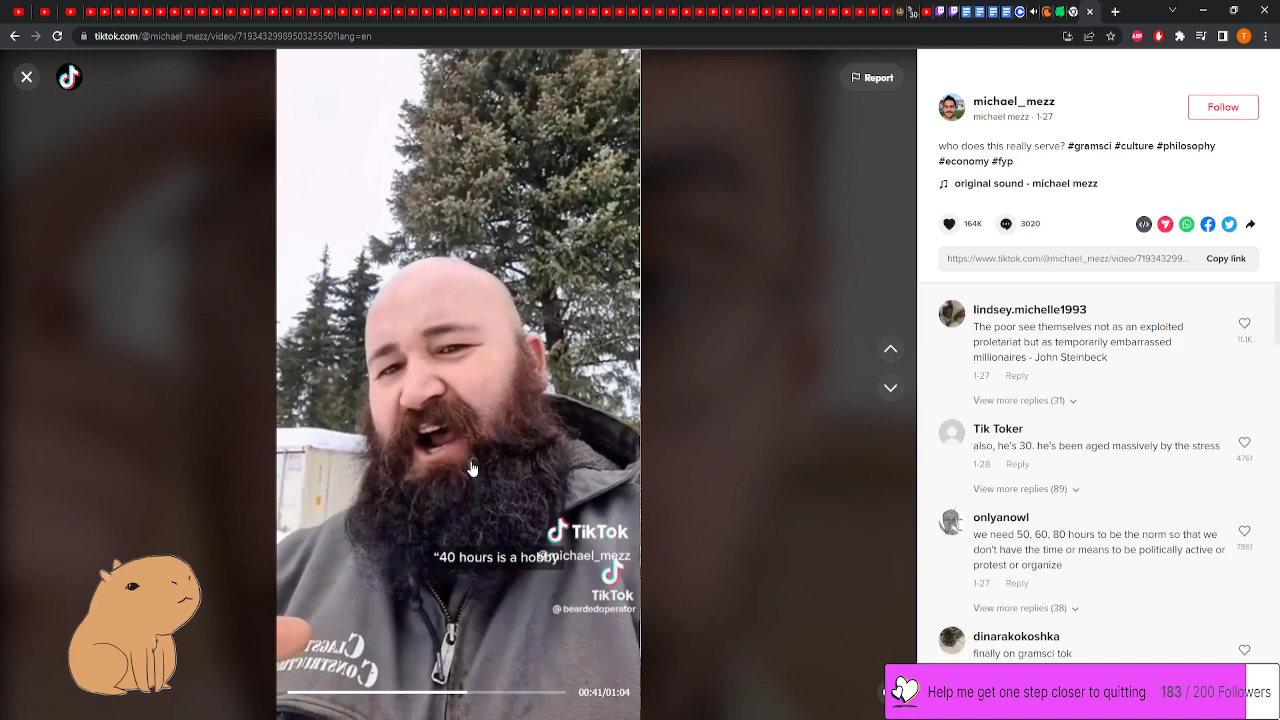 30
tiktok.com/@michael_mezz/video/7193432998950325550?lang=en
T
Report
michael_mezz
michael mezz · 1-27
Follow
who does this really serve? #gramsci #culture #philosophy
#economy #fyp
original sound - michael mezz
164K
3020
https://www.tiktok.com/@michael_mezz/video/719343299...
Copy link
lindsey.michelle1993
The poor see themselves not as an exploited
proletariat but as temporarily embarrassed
millionaires - John Steinbeck
11.1K
1-27 Reply
View more replies (31)
Tik Toker
also, he's 30. he's been aged massively by the stress
4761
1-28 Reply
View more replies (89)
onlyanowl
we need 50, 60, 80 hours to be the norm so that we
don't have the time or means to be politically active or
protest or organize
7861
1-27 Reply
View more replies (38)
dinarakokoshka
finally on gramsci tok
TikTok
@michael_mezz
"40 hours is a hobby
TikTok
@beardedoperator
CONSTRUCTION
00:41/01:04
Help me get one step closer to quitting 183 / 200 Followers